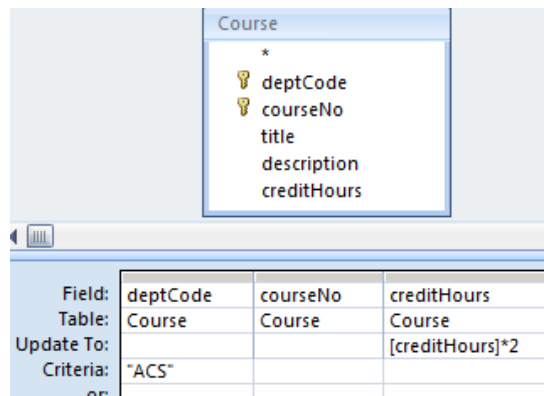 Course
*
deptCode
courseNo
title
description
creditHours
Field: deptCode courseNo creditHours
Table: Course Course Course
Update To: [creditHours]*2
Criteria: "ACS"
or: